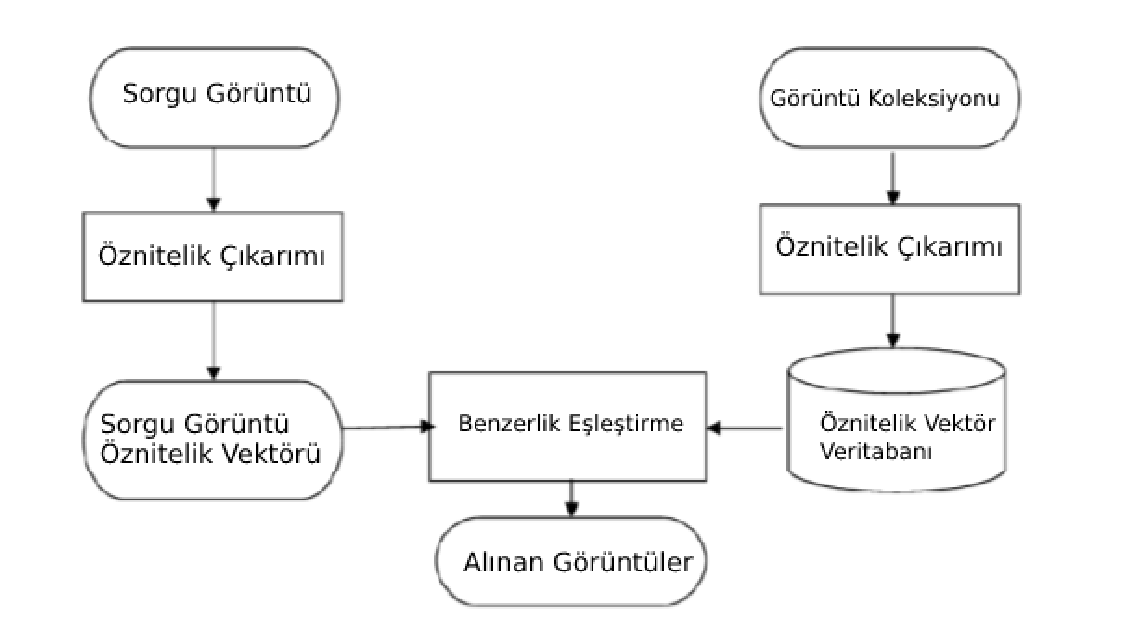 Sorgu Görüntü
Görüntü Koleksiyonu
Öznitelik Çıkarımı
Öznitelik Çıkarımı
Sorgu Görüntü
Öznitelik Vektörü
Benzerlik Eşleştirme
Öznitelik Vektör
Veritabanı
Alınan Görüntüler